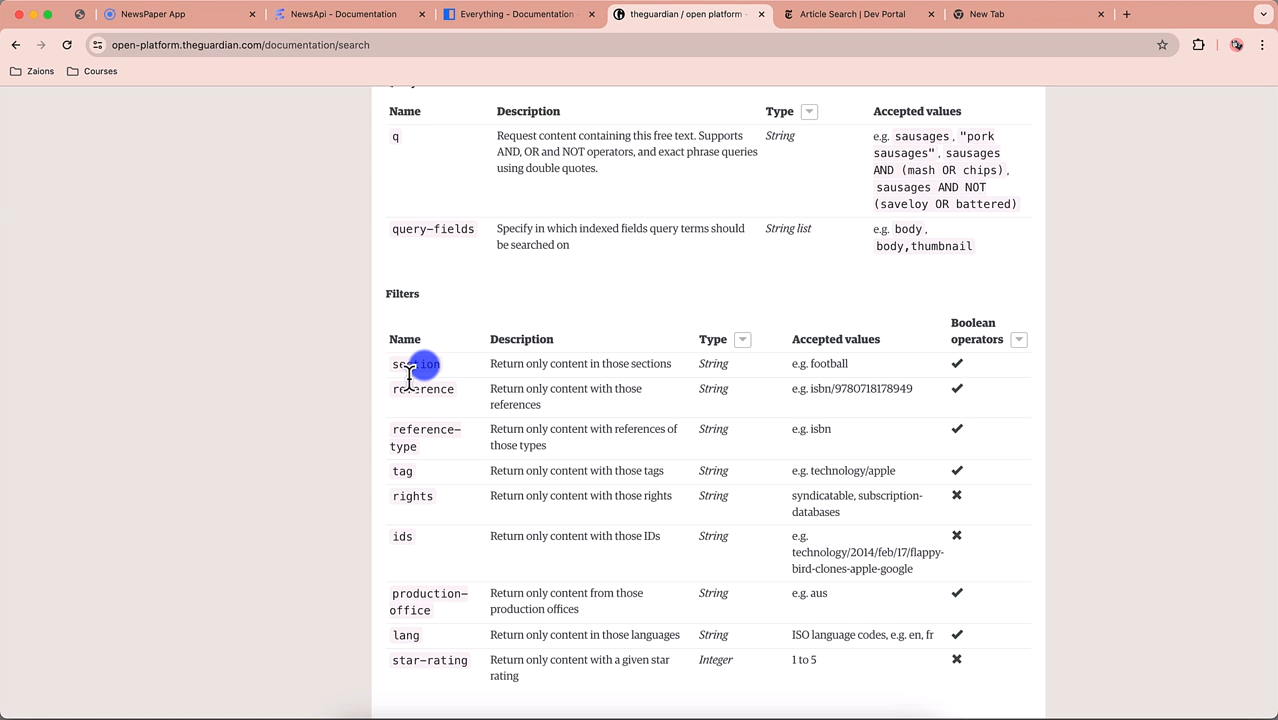 NewsPaper App
NewsApi - Documentation
Everything - Documentation
theguardian / open platform -
Article Search | Dev Portal
New Tab
open-platform.theguardian.com/documentation/search
Zaions
Courses
Name Description Type Accepted values
q Request content containing this free text. Supports String e.g. sausages, "pork
AND, OR and NOT operators, and exact phrase queries sausages", sausages
using double quotes. AND (mash OR chips),
sausages AND NOT
(saveloy OR battered)
query-fields Specify in which indexed fields query terms should String list e.g. body,
be searched on body,thumbnail
Filters
Boolean
Name Description Type Accepted values operators
section Return only content in those sections String e.g. football ✔
reference Return only content with those String e.g. isbn/9780718178949 ✔
references
reference- Return only content with references of String e.g. isbn ✔
type those types
tag Return only content with those tags String e.g. technology/apple ✔
rights Return only content with those rights String syndicatable, subscription- ✖
databases
ids Return only content with those IDs String e.g. ✖
technology/2014/feb/17/flappy-
bird-clones-apple-google
production- Return only content from those String e.g. aus ✔
office production offices
lang Return only content in those languages String ISO language codes, e.g. en, fr ✔
star-rating Return only content with a given star Integer 1 to 5 ✖
rating